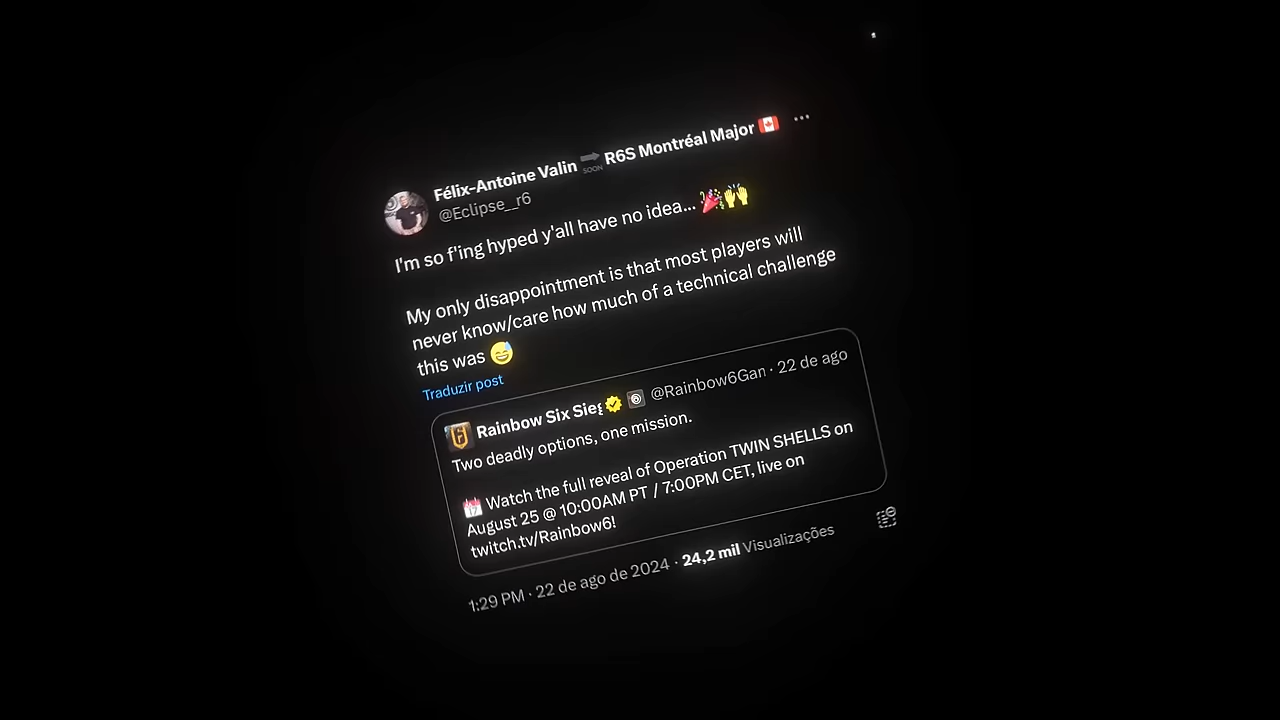 Félix-Antoine Valin SOON R6S Montréal Major
@Eclipse__r6
I'm so f'ing hyped y'all have no idea...
My only disappointment is that most players will
never know/care how much of a technical challenge
this was
Traduzir post
Rainbow Six Sieg @Rainbow6Gam · 22 de ago
Two deadly options, one mission.
Watch the full reveal of Operation TWIN SHELLS on
August 25 @ 10:00AM PT / 7:00PM CET, live on
twitch.tv/Rainbow6!
1:29 PM · 22 de ago de 2024 · 24,2 mil Visualizações